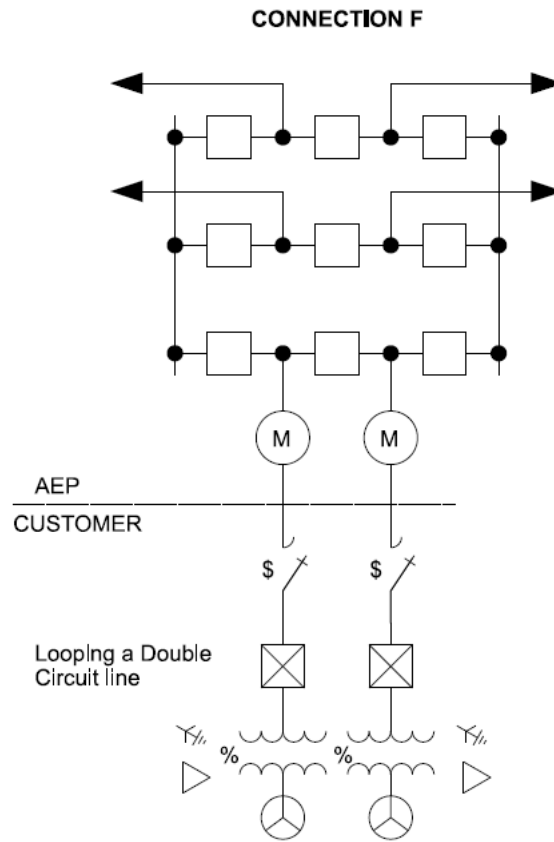 CONNECTION F
M M
AEP
CUSTOMER
$ $
Looping a Double
Circuit line
% %